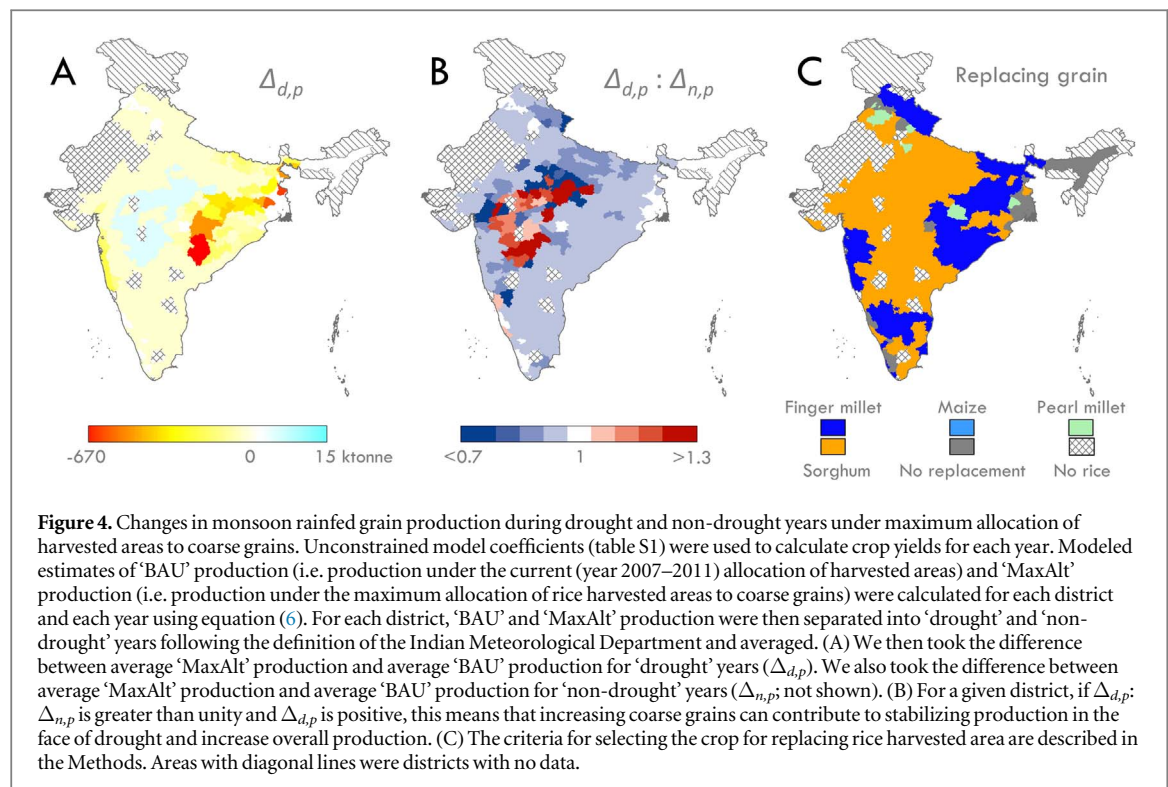 A
Δd,p
B
Δd,p : Δn,p
C
Replacing grain
-670
0
15 ktonne
<0.7
1
>1.3
Finger millet
Maize
Pearl millet
Sorghum
No replacement
No rice
Figure 4. Changes in monsoon rainfed grain production during drought and non-drought years under maximum allocation of
harvested areas to coarse grains. Unconstrained model coefficients (table S1) were used to calculate crop yields for each year. Modeled
estimates of ‘BAU’ production (i.e. production under the current (year 2007–2011) allocation of harvested areas) and ‘MaxAlt’
production (i.e. production under the maximum allocation of rice harvested areas to coarse grains) were calculated for each district
and each year using equation (6). For each district, ‘BAU’ and ‘MaxAlt’ production were then separated into ‘drought’ and ‘non-
drought’ years following the definition of the Indian Meteorological Department and averaged. (A) We then took the difference
between average ‘MaxAlt’ production and average ‘BAU’ production for ‘drought’ years (Δd,p). We also took the difference between
average ‘MaxAlt’ production and average ‘BAU’ production for ‘non-drought’ years (Δn,p; not shown). (B) For a given district, if Δd,p:
Δn,p is greater than unity and Δd,p is positive, this means that increasing coarse grains can contribute to stabilizing production in the
face of drought and increase overall production. (C) The criteria for selecting the crop for replacing rice harvested area are described in
the Methods. Areas with diagonal lines were districts with no data.